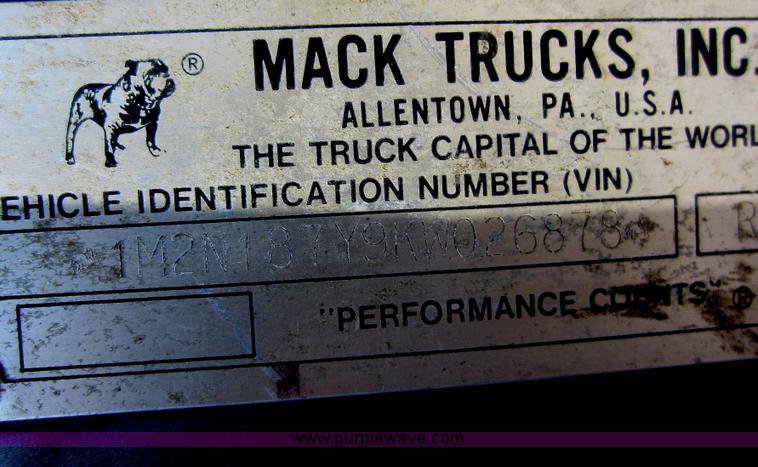 ®
MACK TRUCKS, INC.
ALLENTOWN, PA., U.S.A.
THE TRUCK CAPITAL OF THE WORL
EHICLE IDENTIFICATION NUMBER (VIN)
*1M2N187Y9KW026878* R
"PERFORMANCE COUNTS" ®
www.purplewave.com